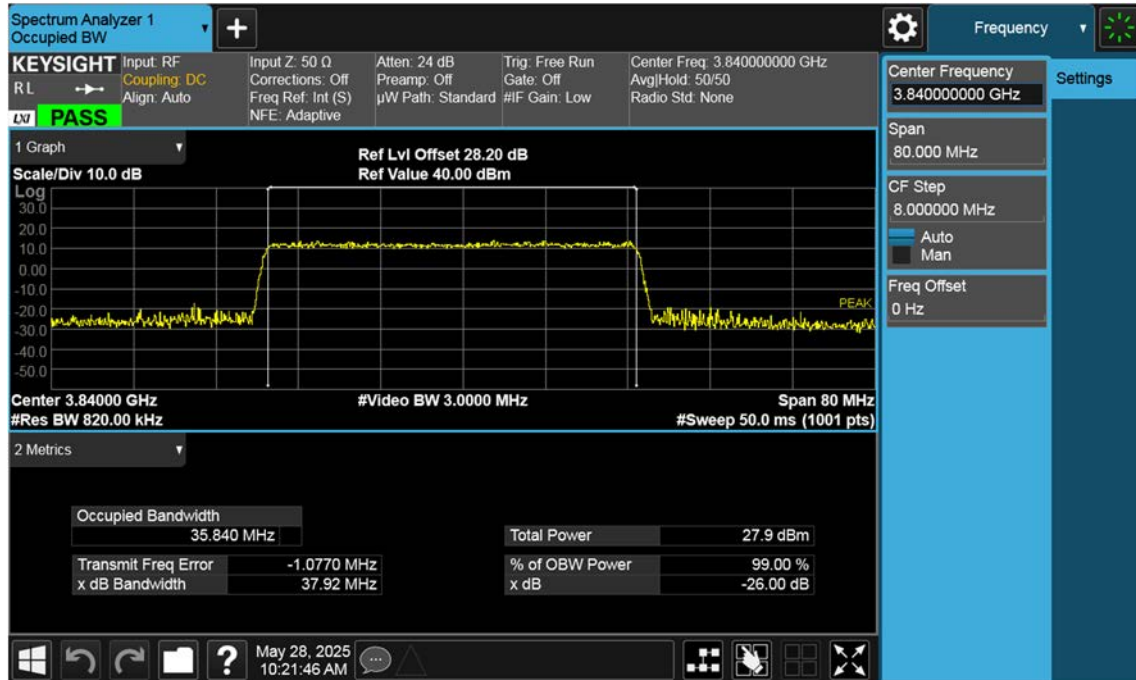 Spectrum Analyzer 1
Occupied BW
Frequency
KEYSIGHT
R L
LXI PASS
Input: RF
Coupling: DC
Align: Auto
Input Z: 50 Ω
Corrections: Off
Freq Ref: Int (S)
NFE: Adaptive
Atten: 24 dB
Preamp: Off
µW Path: Standard
Trig: Free Run
Gate: Off
#IF Gain: Low
Center Freq: 3.840000000 GHz
Avg|Hold: 50/50
Radio Std: None
Center Frequency
3.840000000 GHz
Settings
Span
80.000 MHz
CF Step
8.000000 MHz
Auto
Man
Freq Offset
0 Hz
1 Graph
Scale/Div 10.0 dB
Ref Lvl Offset 28.20 dB
Ref Value 40.00 dBm
Log
30.0
20.0
10.0
0.00
-10.0
-20.0
-30.0
-40.0
-50.0
PEAK
Center 3.84000 GHz
#Video BW 3.0000 MHz
Span 80 MHz
#Res BW 820.00 kHz
#Sweep 50.0 ms (1001 pts)
2 Metrics
Occupied Bandwidth
35.840 MHz
Total Power 27.9 dBm
Transmit Freq Error -1.0770 MHz
% of OBW Power 99.00 %
x dB Bandwidth 37.92 MHz
x dB -26.00 dB
May 28, 2025
10:21:46 AM